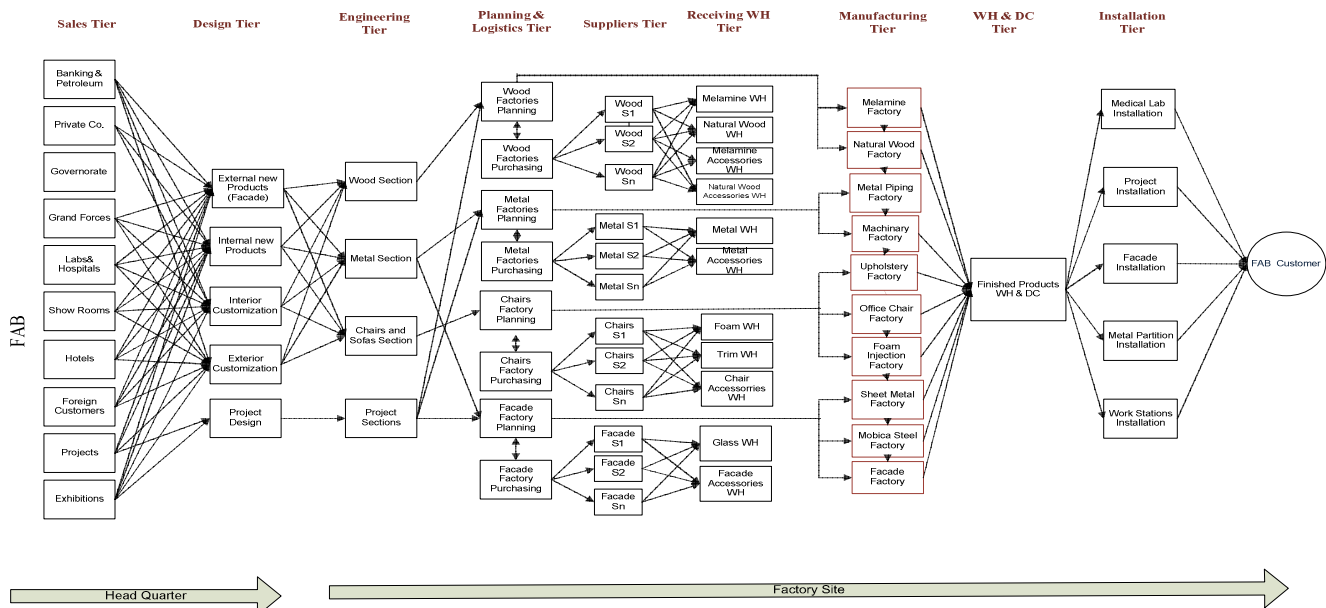 Sales Tier
Design Tier
Engineering
Tier
Planning &
Logistics Tier
Suppliers Tier
Receiving WH
Tier
Manufacturing
Tier
WH & DC
Tier
Installation
Tier
FAB
Banking &
Petroleum
Private Co.
Governorate
Grand Forces
Labs&
Hospitals
Show Rooms
Hotels
Foreign
Customers
Projects
Exhibitions
External new
Products
(Facade)
Internal new
Products
Interior
Customization
Exterior
Customization
Project
Design
Wood Section
Metal Section
Chairs and
Sofas Section
Project
Sections
Wood
Factories
Planning
Wood
Factories
Purchasing
Metal
Factories
Planning
Metal
Factories
Purchasing
Chairs
Factory
Planning
Chairs
Factory
Purchasing
Facade
Factory
Planning
Facade
Factory
Purchasing
Wood
S1
Wood
S2
Wood
Sn
Metal S1
Metal S2
Metal Sn
Chairs
S1
Chairs
S2
Chairs
Sn
Facade
S1
Facade
S2
Facade
Sn
Melamine WH
Natural Wood
WH
Melamine
Accessories
WH
Natural Wood
Accessories WH
Metal WH
Metal
Accessories
WH
Foam WH
Trim WH
Chair
Accessories
WH
Glass WH
Facade
Accessories
WH
Melamine
Factory
Natural Wood
Factory
Metal Piping
Factory
Machinary
Factory
Upholstery
Factory
Office Chair
Factory
Foam
Injection
Factory
Sheet Metal
Factory
Mobica Steel
Factory
Facade
Factory
Finished Products
WH & DC
Medical Lab
Installation
Project
Installation
Facade
Installation
Metal Partition
Installation
Work Stations
Installation
FAB Customer
Head Quarter
Factory Site